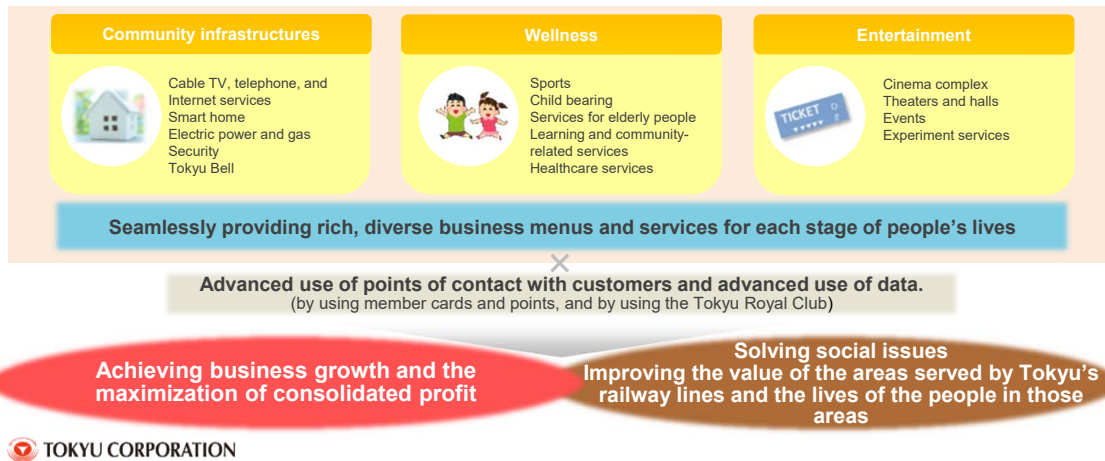 Community infrastructures
Cable TV, telephone, and
Internet services
Smart home
Electric power and gas
Security
Tokyu Bell
Wellness
Sports
Child bearing
Services for elderly people
Learning and community-
related services
Healthcare services
Entertainment
TICKET
Cinema complex
Theaters and halls
Events
Experiment services
Seamlessly providing rich, diverse business menus and services for each stage of people’s lives
×
Advanced use of points of contact with customers and advanced use of data.
(by using member cards and points, and by using the Tokyu Royal Club)
Achieving business growth and the
maximization of consolidated profit
Solving social issues
Improving the value of the areas served by Tokyu’s
railway lines and the lives of the people in those
areas
TOKYU CORPORATION